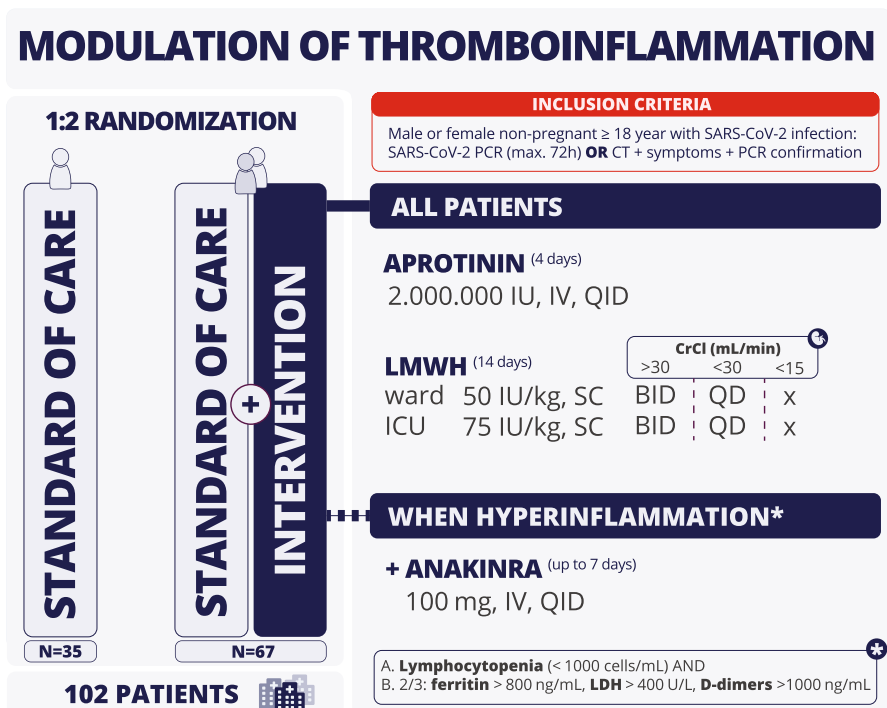 MODULATION OF THROMBOINFLAMMATION
1:2 RANDOMIZATION
STANDARD OF CARE
STANDARD OF CARE
+
INTERVENTION
N=35
N=67
102 PATIENTS
INCLUSION CRITERIA
Male or female non-pregnant ≥ 18 year with SARS-CoV-2 infection:
SARS-CoV-2 PCR (max. 72h) OR CT + symptoms + PCR confirmation
ALL PATIENTS
APROTININ (4 days)
2.000.000 IU, IV, QID
CrCl (mL/min)
>30 <30 <15
LMWH (14 days)
ward 50 IU/kg, SC BID QD x
ICU 75 IU/kg, SC BID QD x
WHEN HYPERINFLAMMATION*
+ ANAKINRA (up to 7 days)
100 mg, IV, QID
*
A. Lymphocytopenia (< 1000 cells/mL) AND
B. 2/3: ferritin > 800 ng/mL, LDH > 400 U/L, D-dimers >1000 ng/mL